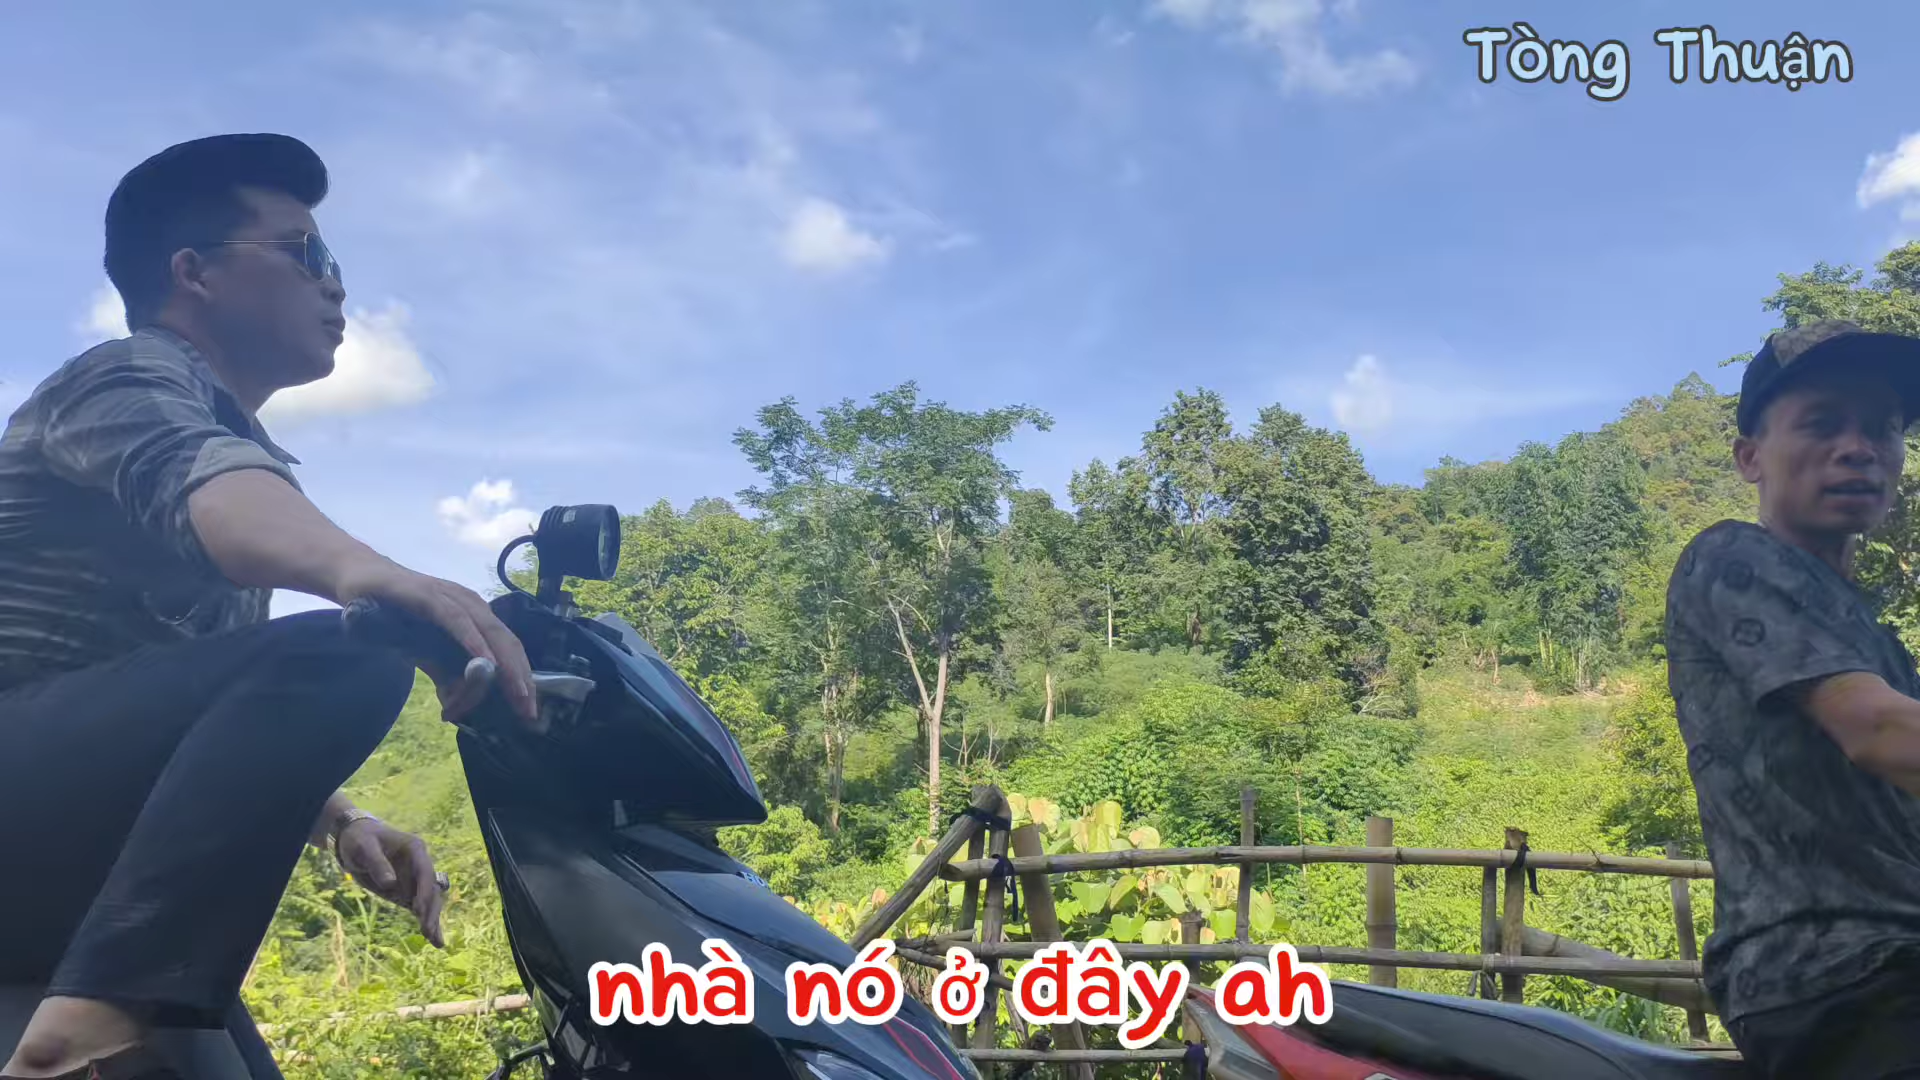 Tòng Thuận
nhà nó ở đây ah